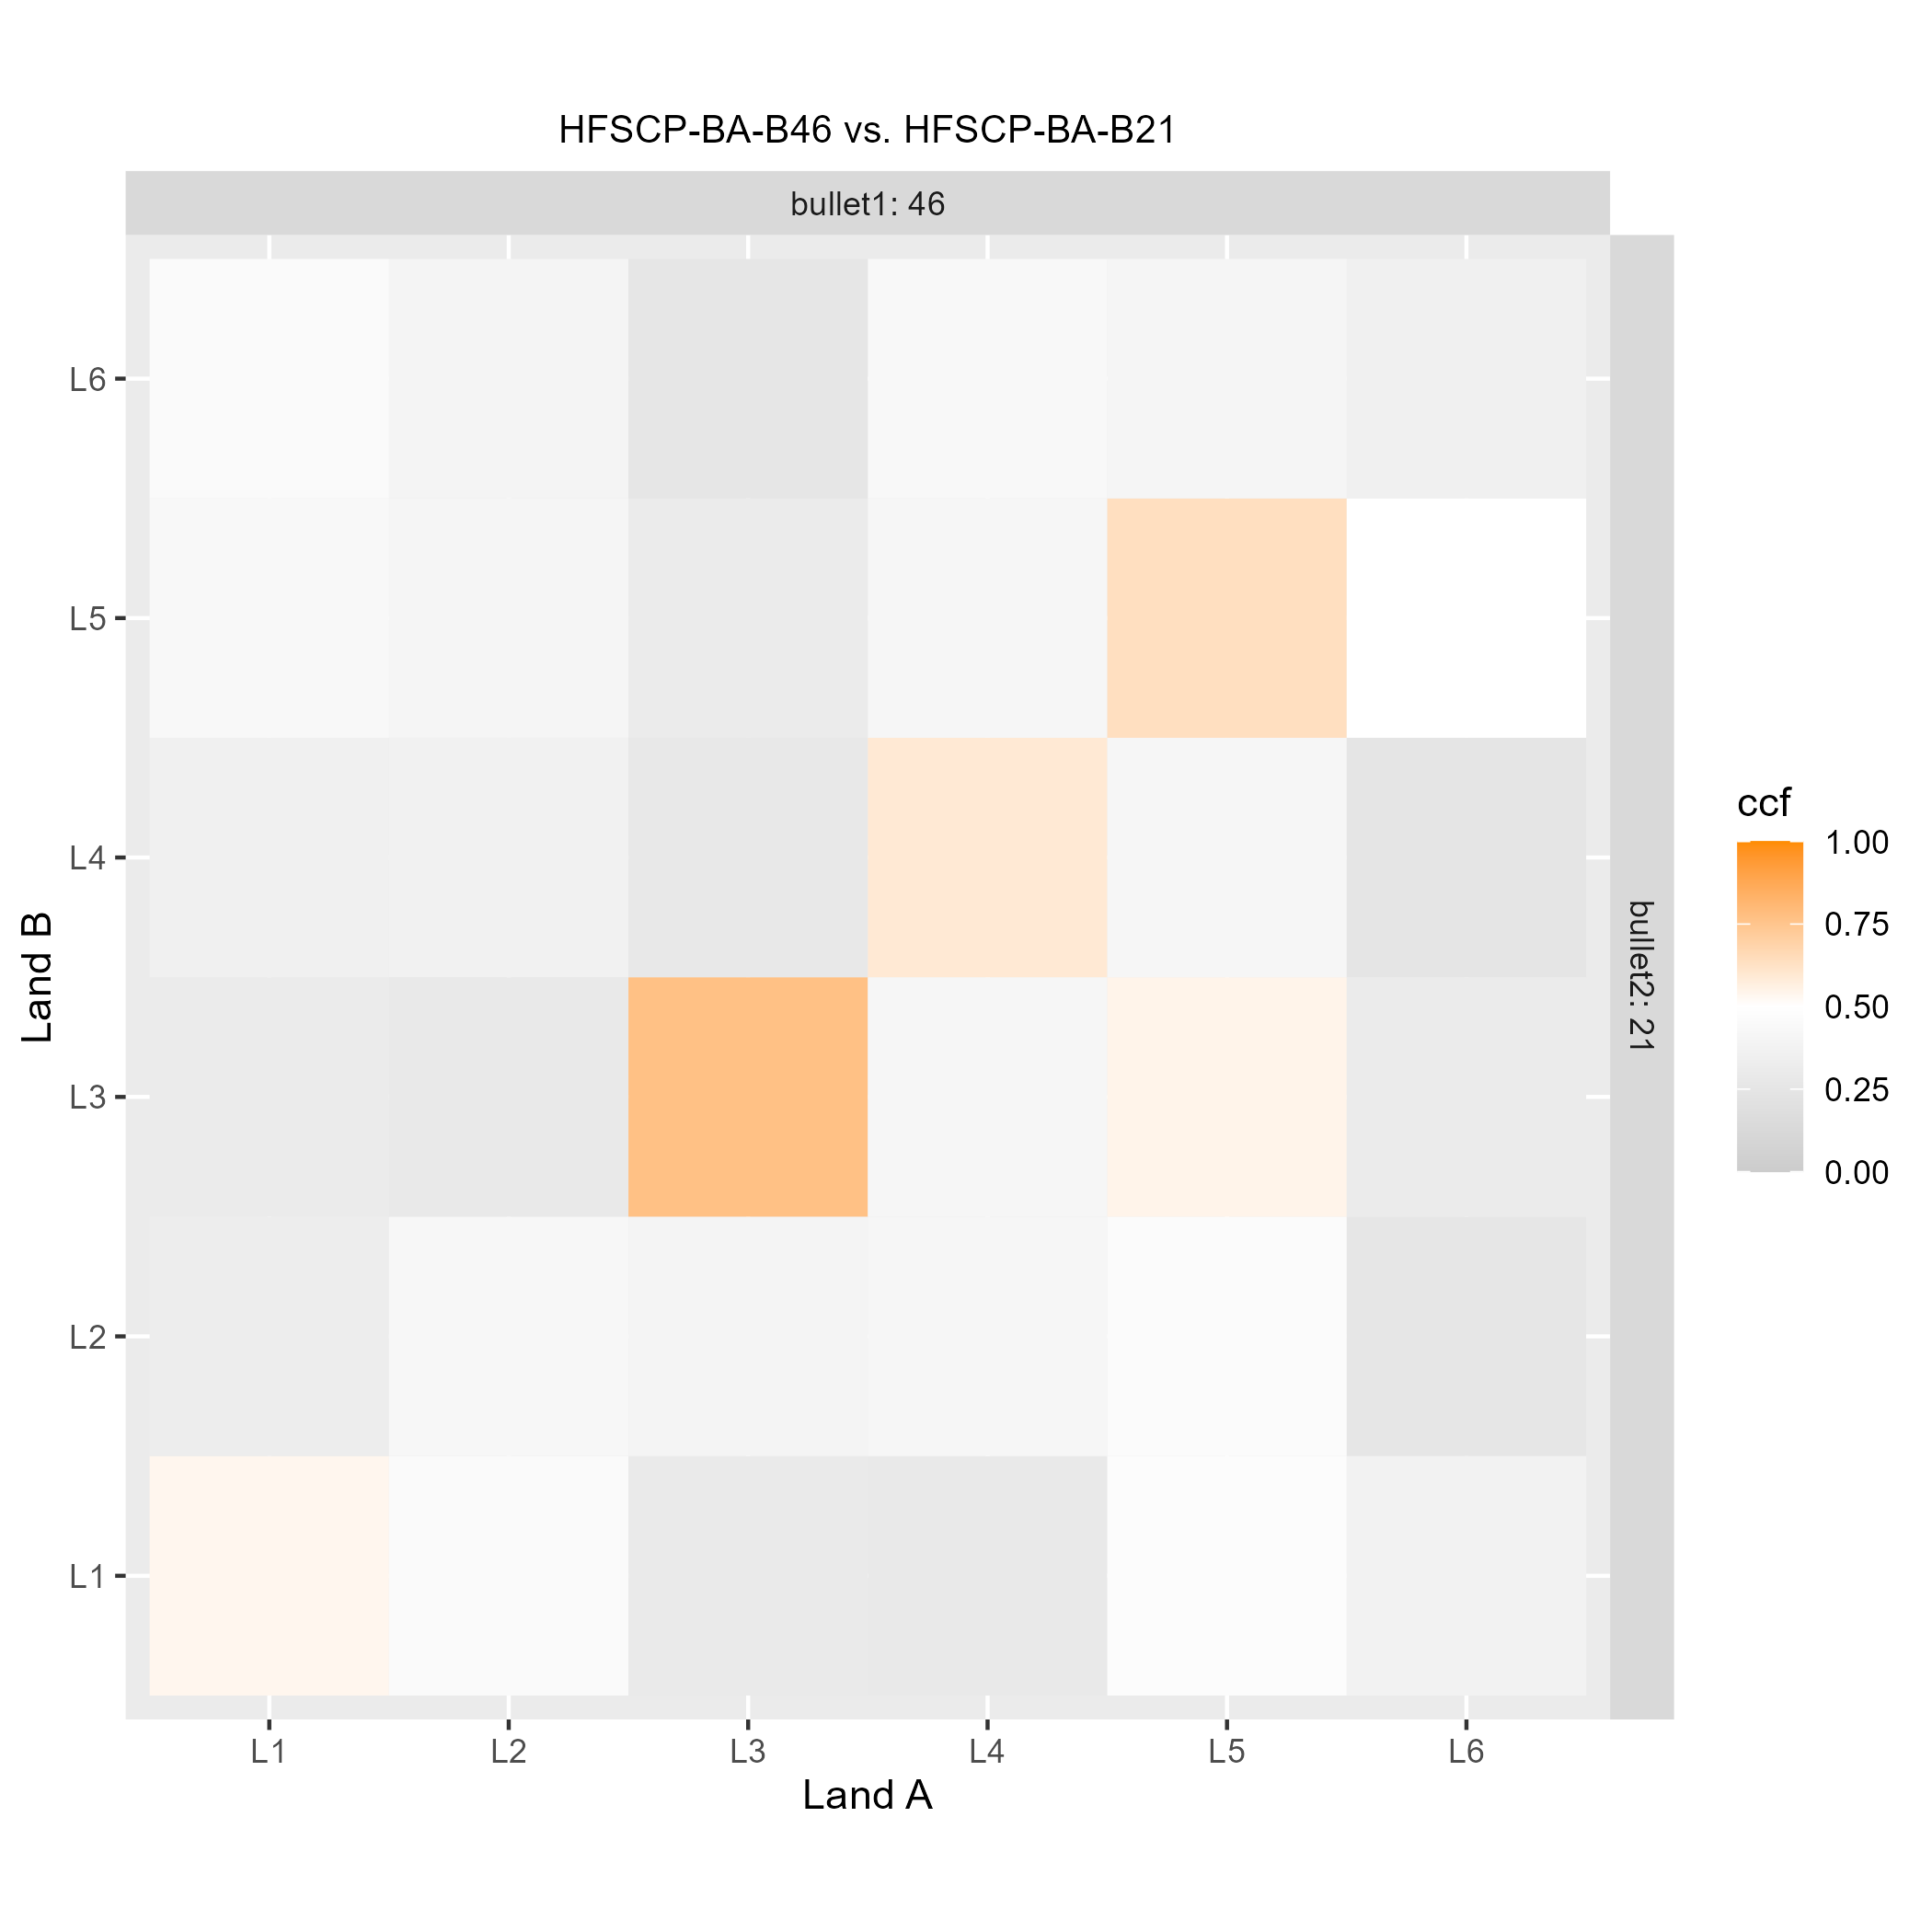 HFSCP-BA-B46 vs. HFSCP-BA-B21
bullet1: 46
L6
L5
L4
L3
L2
L1
Land B
bullet2: 21
ccf
1.00
0.75
0.50
0.25
0.00
L1 L2 L3 L4 L5 L6
Land A